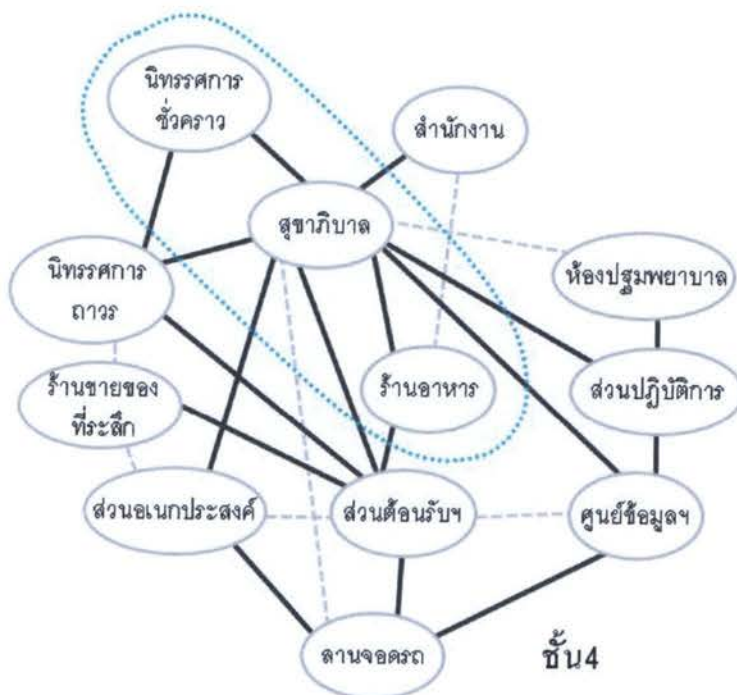 นิทรรศการ
ชั่วคราว
สำนักงาน
สุขาภิบาล
นิทรรศการ
ถาวร
ห้องปฐมพยาบาล
ร้านขายของ
ที่ระลึก
ร้านอาหาร
ส่วนปฎิบัติการ
ส่วนอเนกประสงค์
ส่วนต้อนรับฯ
ศูนย์ข้อมูลฯ
ลานจอดรถ
ชั้น4